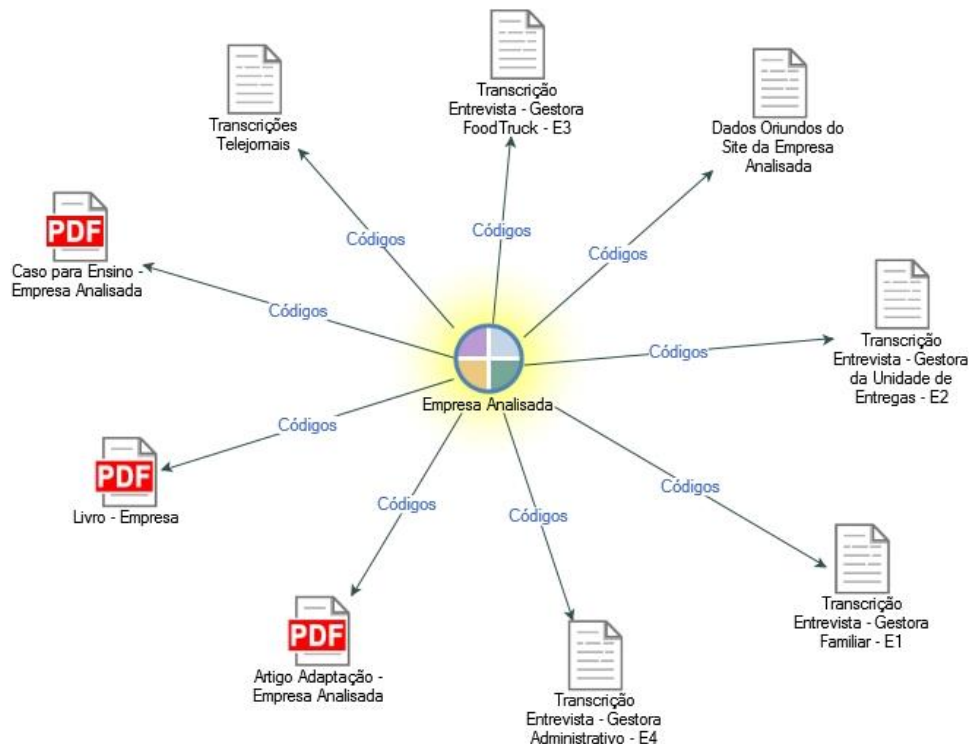 Transcrição
Entrevista - Gestora
FoodTruck - E3
Transcrições
Telejornais
Dados Oriundos do
Site da Empresa
Analisada
Códigos
Códigos
Códigos
PDF
Caso para Ensino -
Empresa Analisada
Códigos
Códigos
Transcrição
Entrevista - Gestora
da Unidade de
Entregas - E2
Empresa Analisada
Códigos
PDF
Livro - Empresa
Códigos
Códigos
Códigos
Transcrição
Entrevista - Gestora
Familiar - E1
PDF
Artigo Adaptação -
Empresa Analisada
Transcrição
Entrevista - Gestora
Administrativo - E4